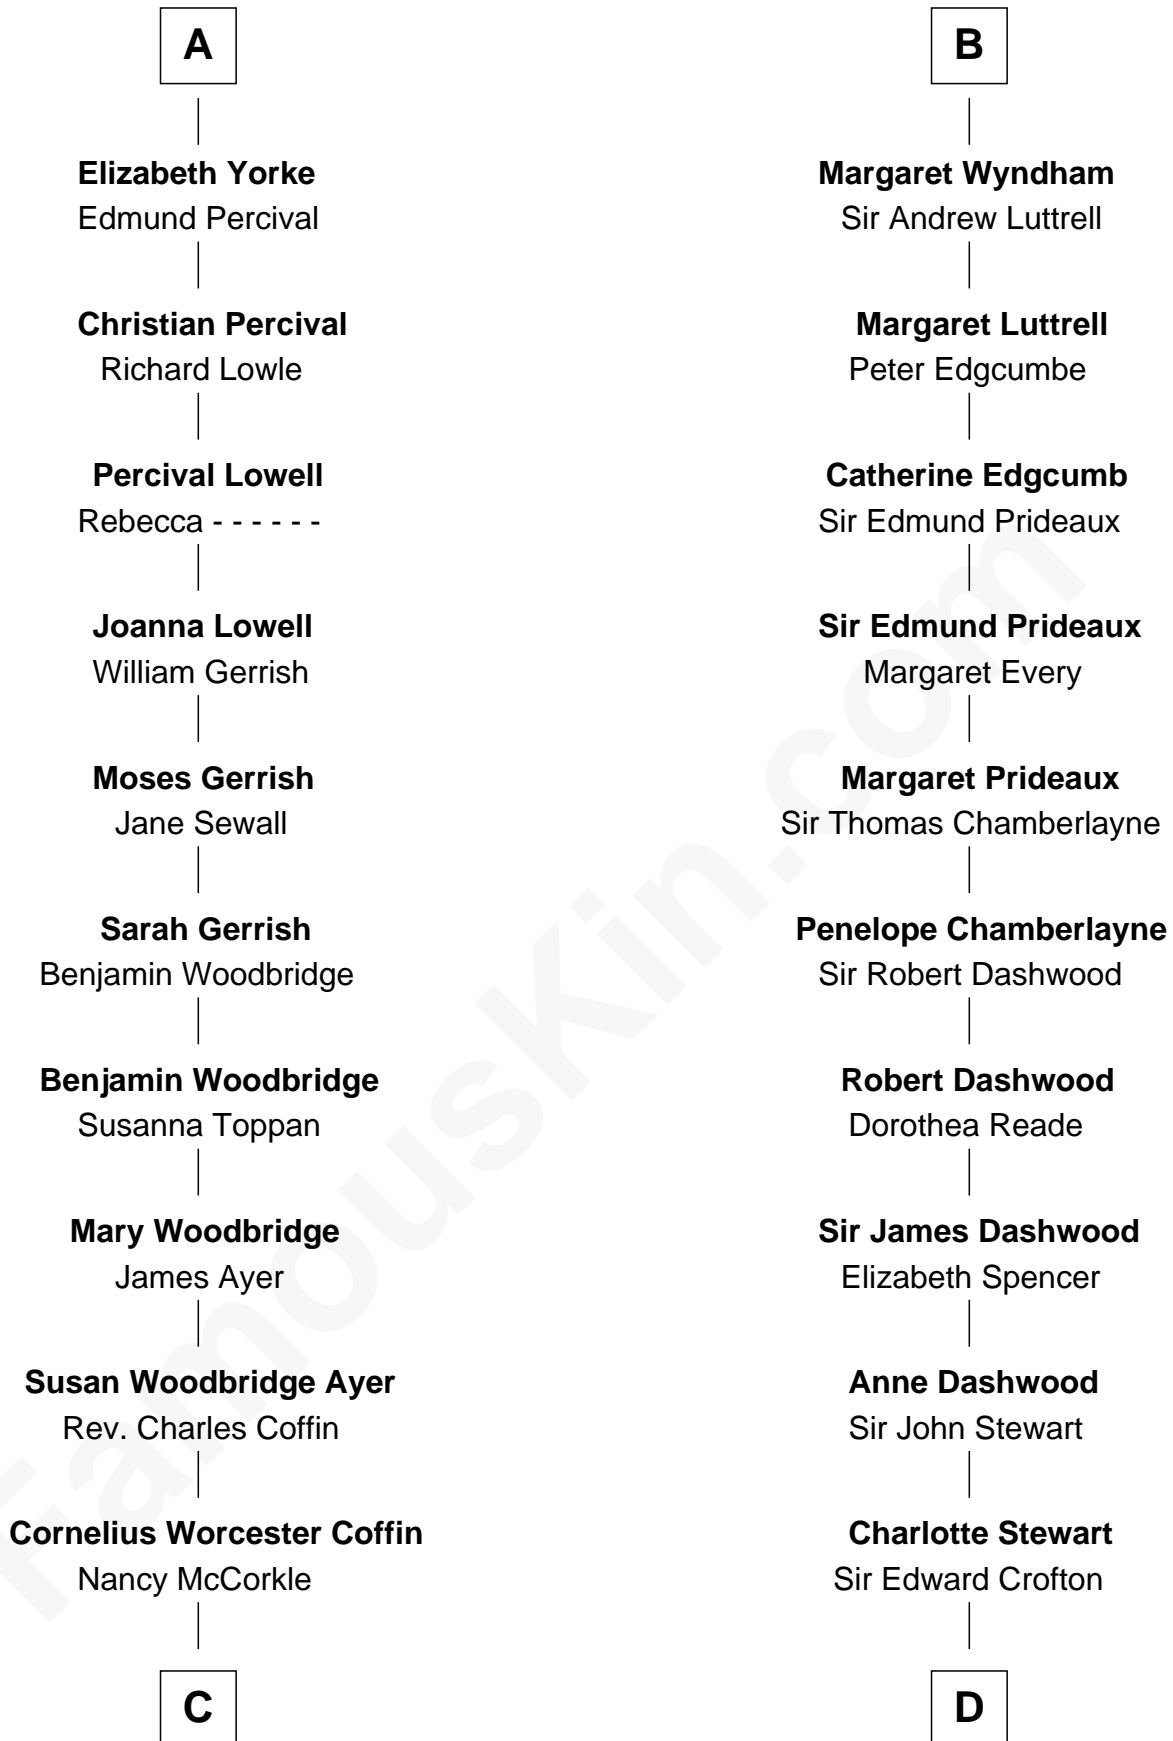 A
Elizabeth Yorke
Edmund Percival
Christian Percival
Richard Lowle
Percival Lowell
Rebecca - - - - - -
Joanna Lowell
William Gerrish
Moses Gerrish
Jane Sewall
Sarah Gerrish
Benjamin Woodbridge
Benjamin Woodbridge
Susanna Toppan
Mary Woodbridge
James Ayer
Susan Woodbridge Ayer
Rev. Charles Coffin
Cornelius Worcester Coffin
Nancy McCorkle
C
B
Margaret Wyndham
Sir Andrew Luttrell
Margaret Luttrell
Peter Edgcumbe
Catherine Edgcumb
Sir Edmund Prideaux
Sir Edmund Prideaux
Margaret Every
Margaret Prideaux
Sir Thomas Chamberlayne
Penelope Chamberlayne
Sir Robert Dashwood
Robert Dashwood
Dorothea Reade
Sir James Dashwood
Elizabeth Spencer
Anne Dashwood
Sir John Stewart
Charlotte Stewart
Sir Edward Crofton
D
FamousKin.com